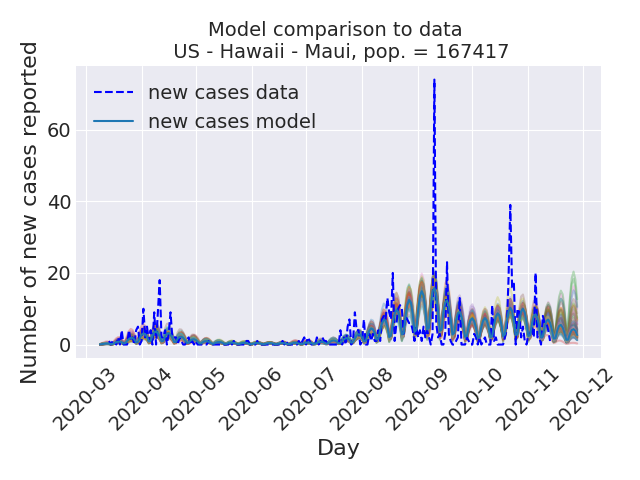 Model comparison to data
US - Hawaii - Maui, pop. = 167417
Number of new cases reported
60
40
20
0
new cases data
new cases model
2020-03
2020-04
2020-05
2020-06
2020-07
2020-08
2020-09
2020-10
2020-11
2020-12
Day